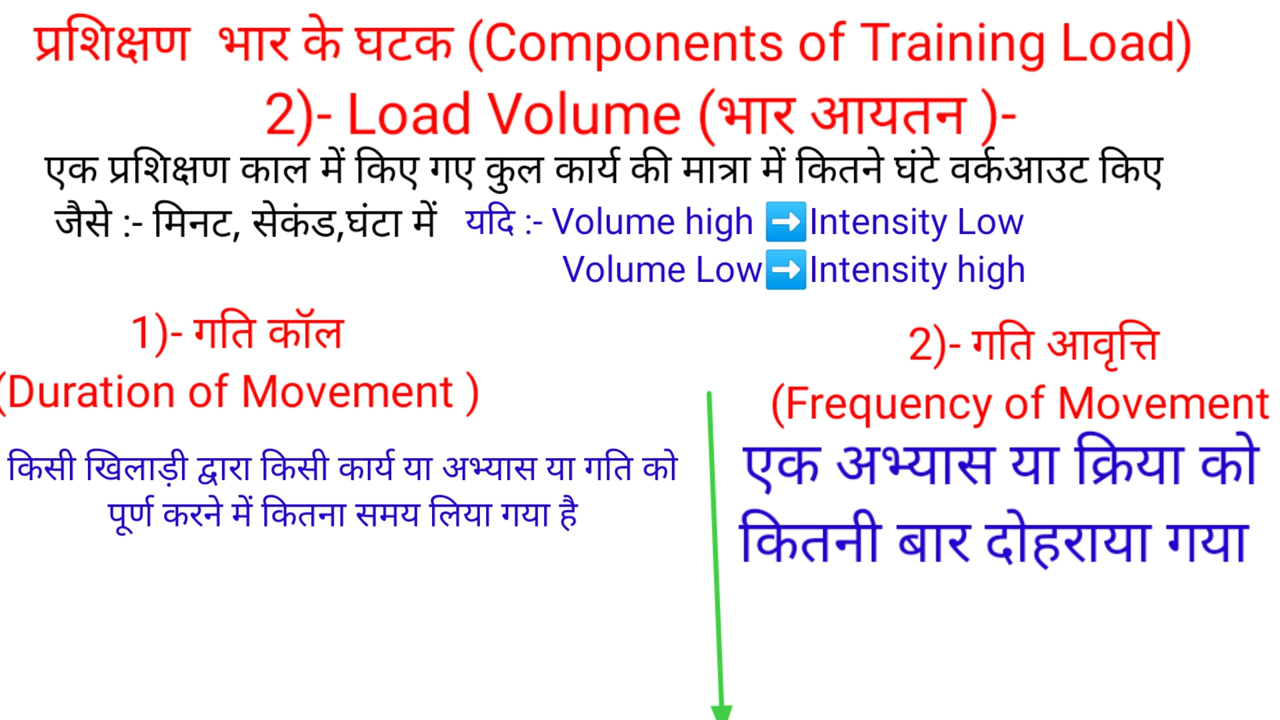 प्रशिक्षण भार के घटक (Components of Training Load)
2)- Load Volume (भार आयतन )-
एक प्रशिक्षण काल में किए गए कुल कार्य की मात्रा में कितने घंटे वर्कआउट किए
जैसे :- मिनट, सेकंड,घंटा में यदि :- Volume high ➡️Intensity Low
Volume Low➡️Intensity high
1)- गति कॉल
(Duration of Movement )
किसी खिलाड़ी द्वारा किसी कार्य या अभ्यास या गति को
पूर्ण करने में कितना समय लिया गया है
2)- गति आवृत्ति
(Frequency of Movement
एक अभ्यास या क्रिया को
कितनी बार दोहराया गया